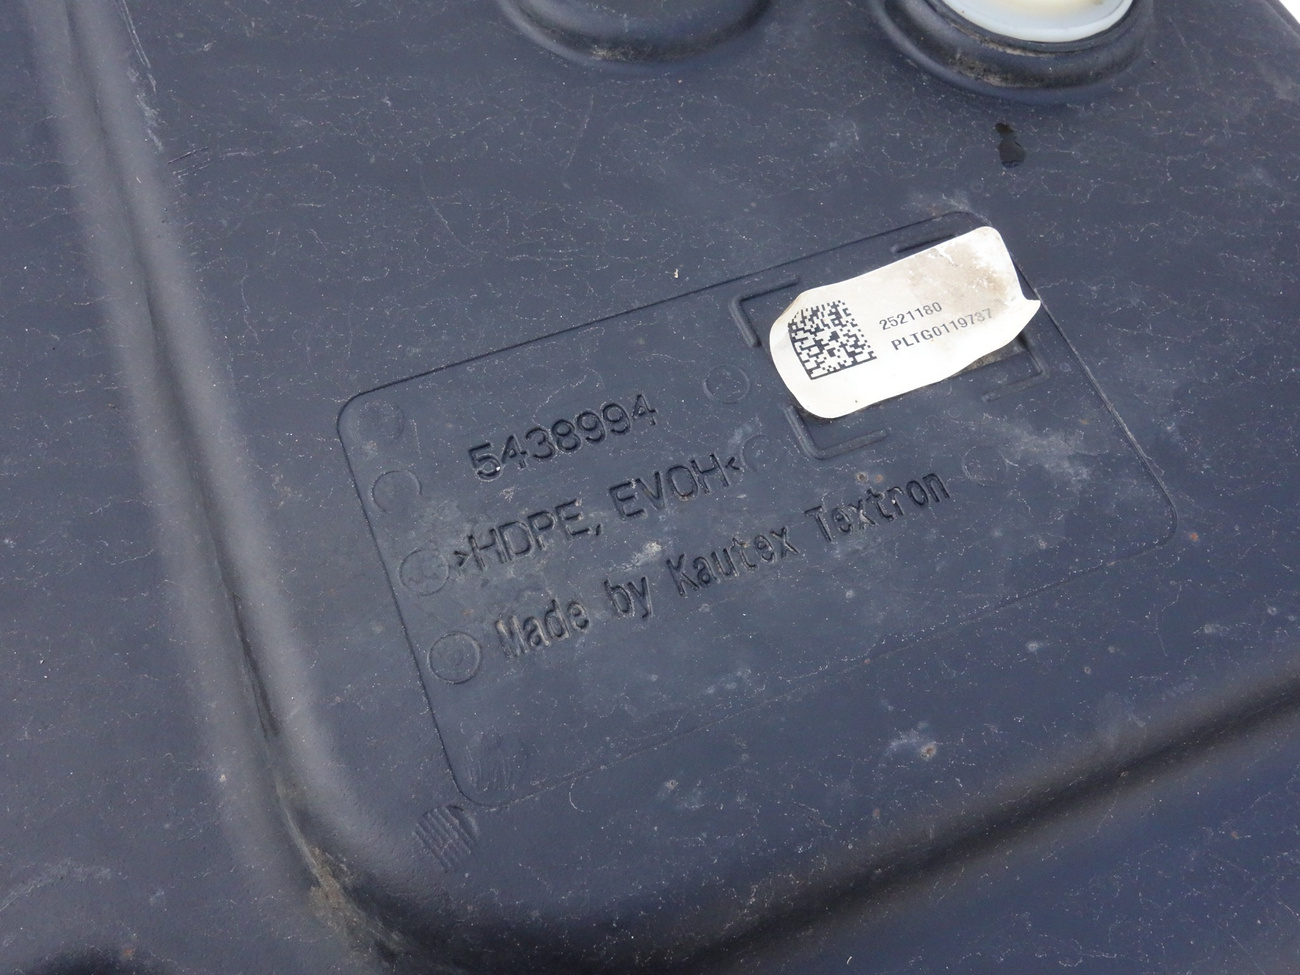 2521180
PLTG0119737
5438994
>HDPE, EVOH<
Made by Kautex Textron